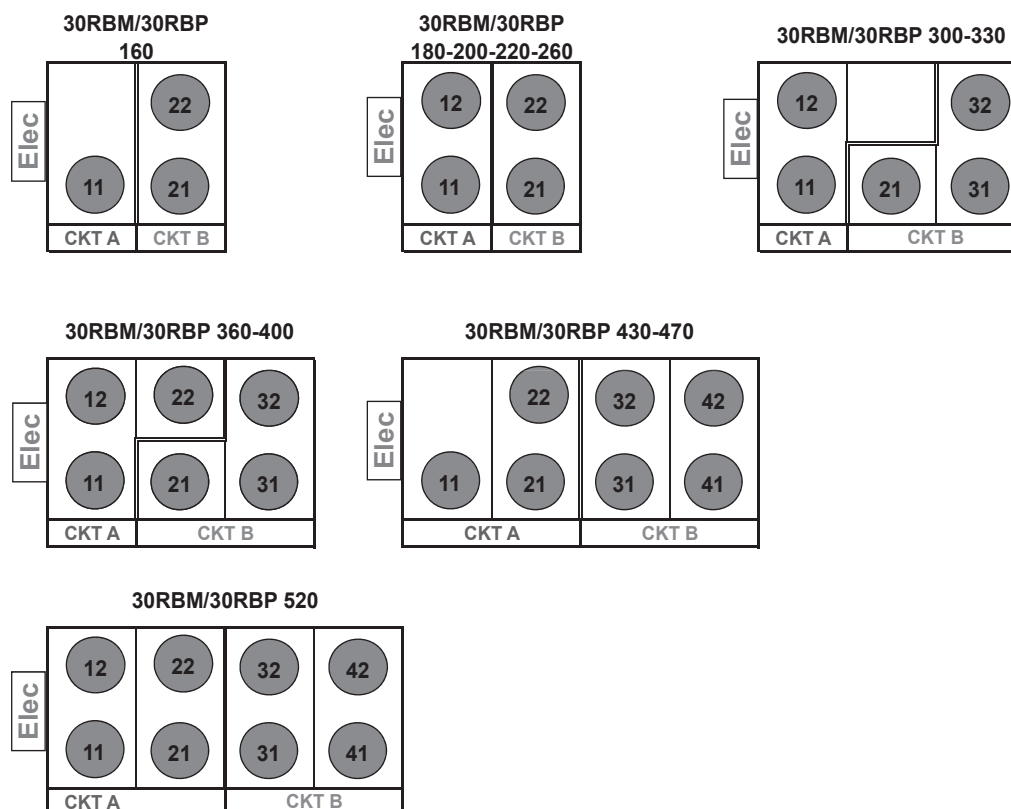 30RBM/30RBP
160
Elec
22
11
21
CKT A
CKT B
30RBM/30RBP
180-200-220-260
Elec
12
22
11
21
CKT A
CKT B
30RBM/30RBP 300-330
Elec
12
32
11
21
31
CKT A
CKT B
30RBM/30RBP 360-400
Elec
12
22
32
11
21
31
CKT A
CKT B
30RBM/30RBP 430-470
Elec
22
32
42
11
21
31
41
CKT A
CKT B
30RBM/30RBP 520
Elec
12
22
32
42
11
21
31
41
CKT A
CKT B